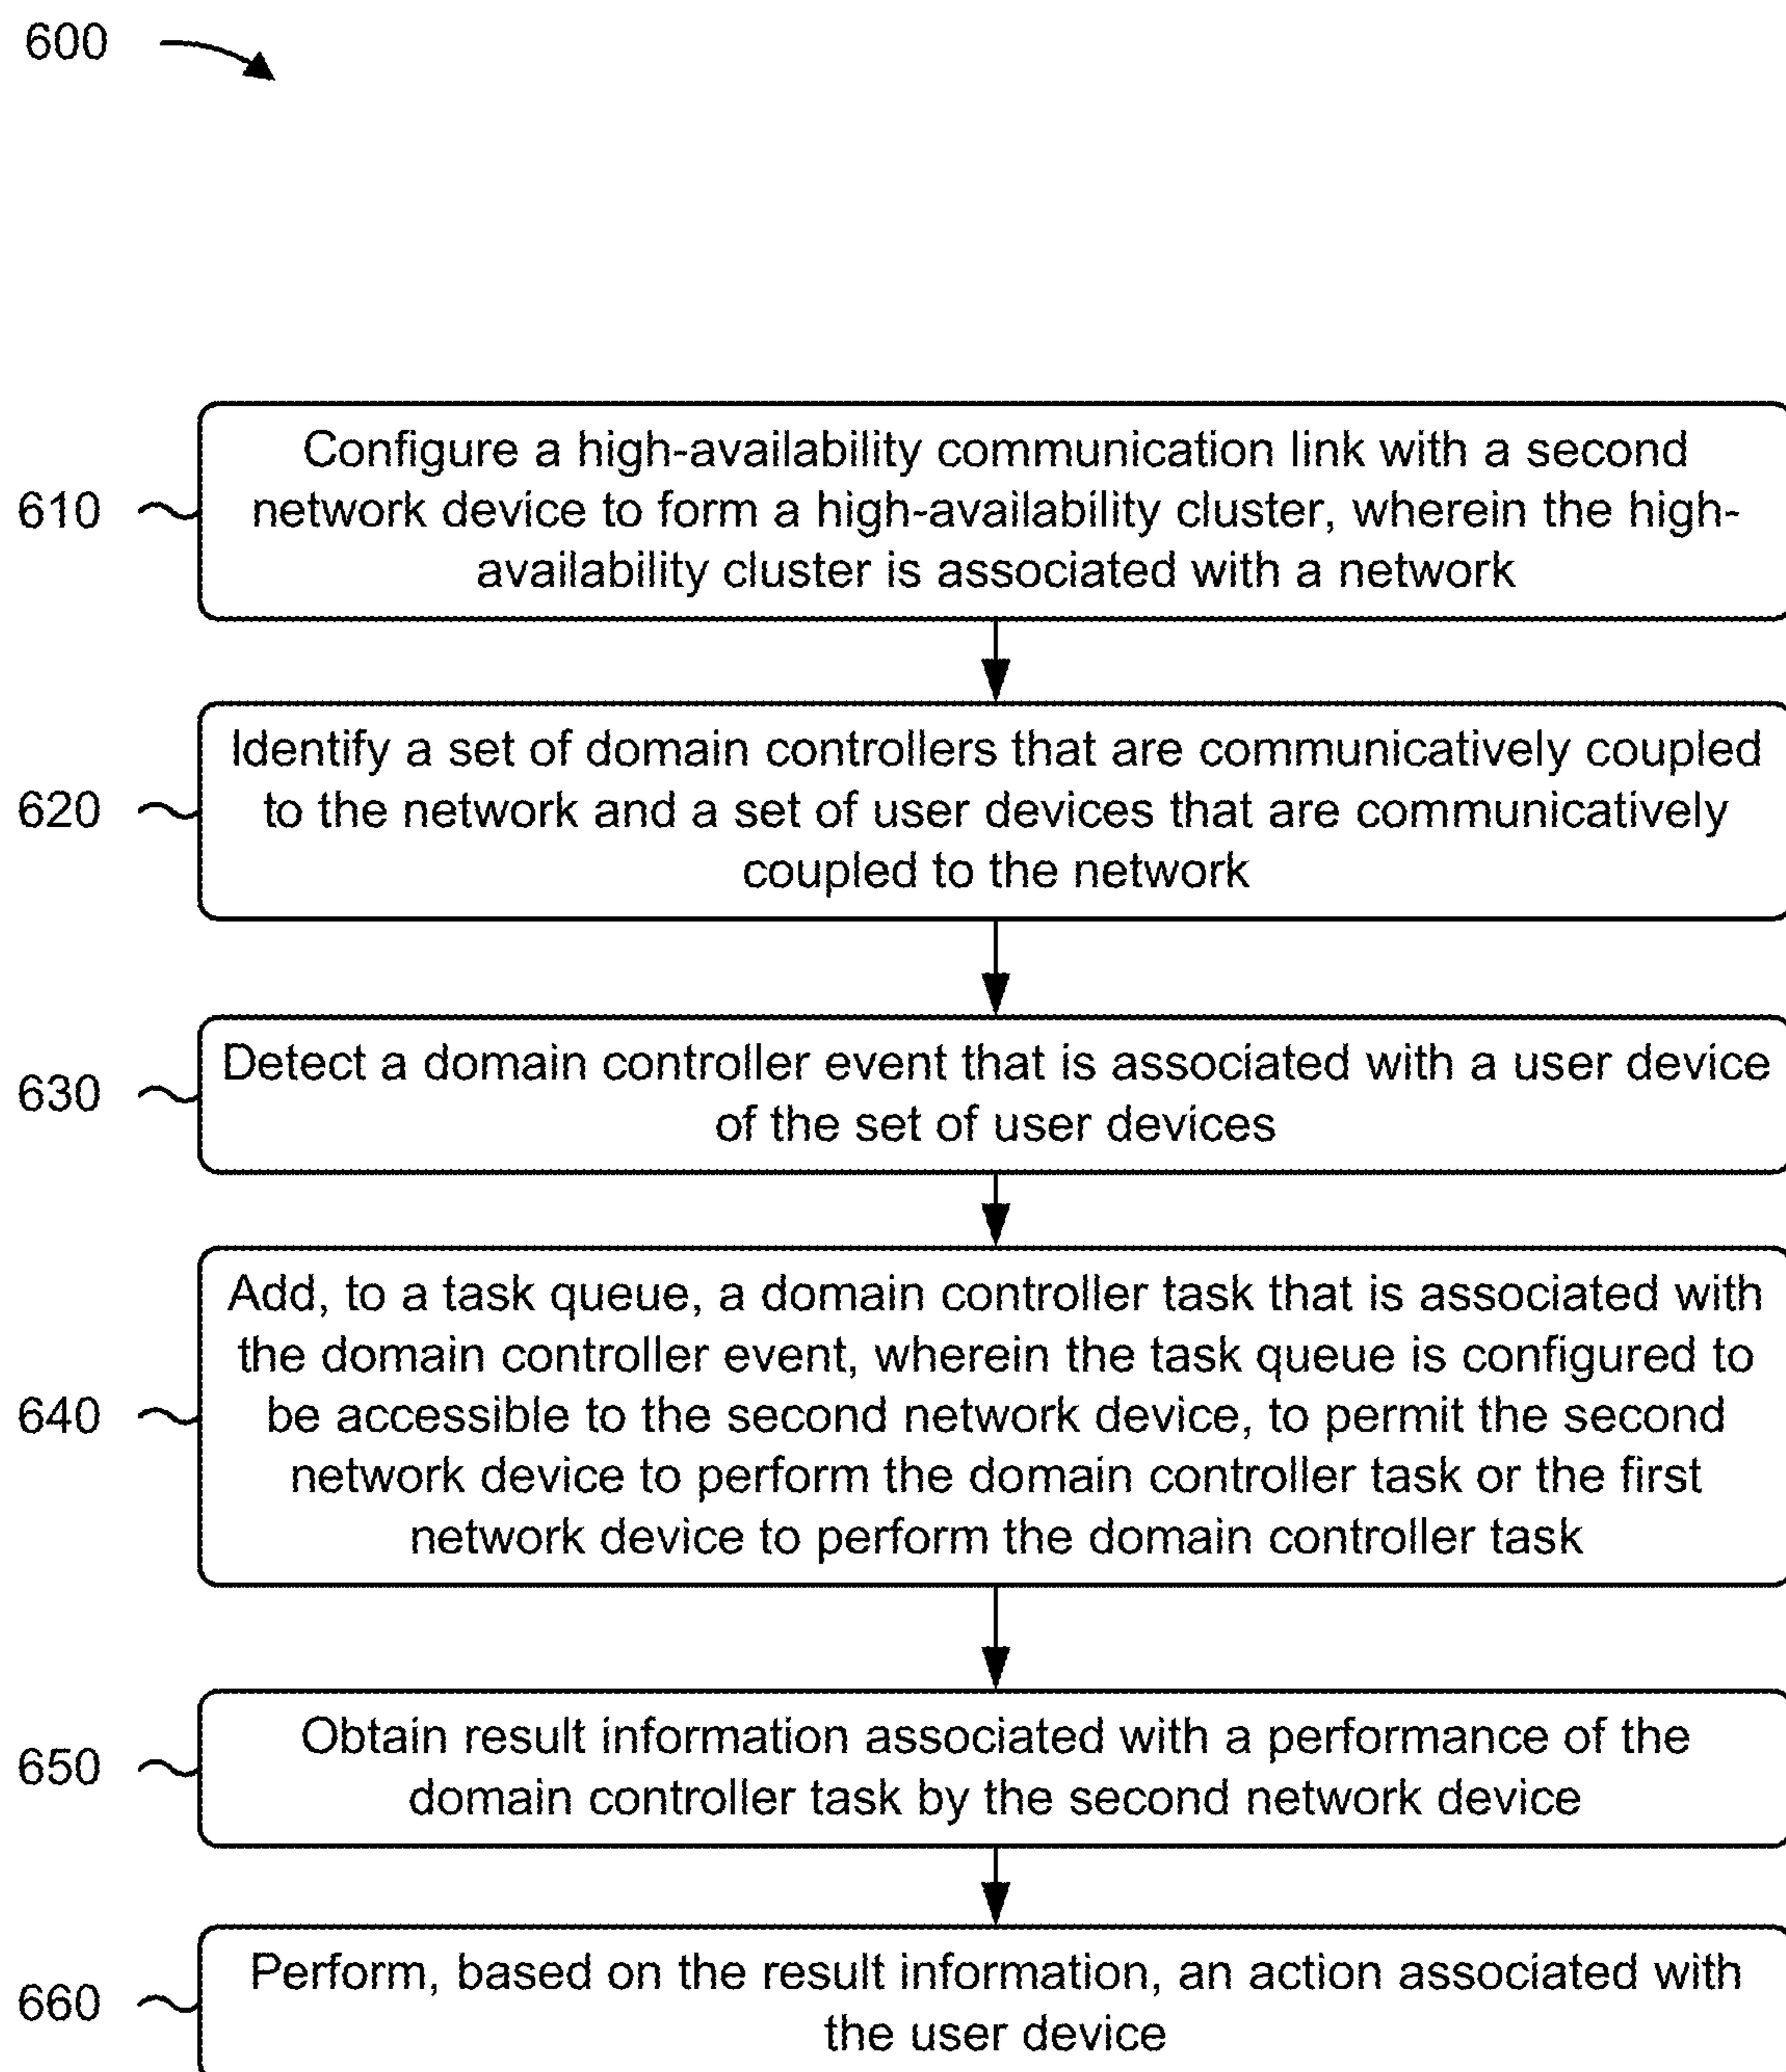 600
610
Configure a high-availability communication link with a second
network device to form a high-availability cluster, wherein the high-
availability cluster is associated with a network
620
Identify a set of domain controllers that are communicatively coupled
to the network and a set of user devices that are communicatively
coupled to the network
630
Detect a domain controller event that is associated with a user device
of the set of user devices
640
Add, to a task queue, a domain controller task that is associated with
the domain controller event, wherein the task queue is configured to
be accessible to the second network device, to permit the second
network device to perform the domain controller task or the first
network device to perform the domain controller task
650
Obtain result information associated with a performance of the
domain controller task by the second network device
660
Perform, based on the result information, an action associated with
the user device